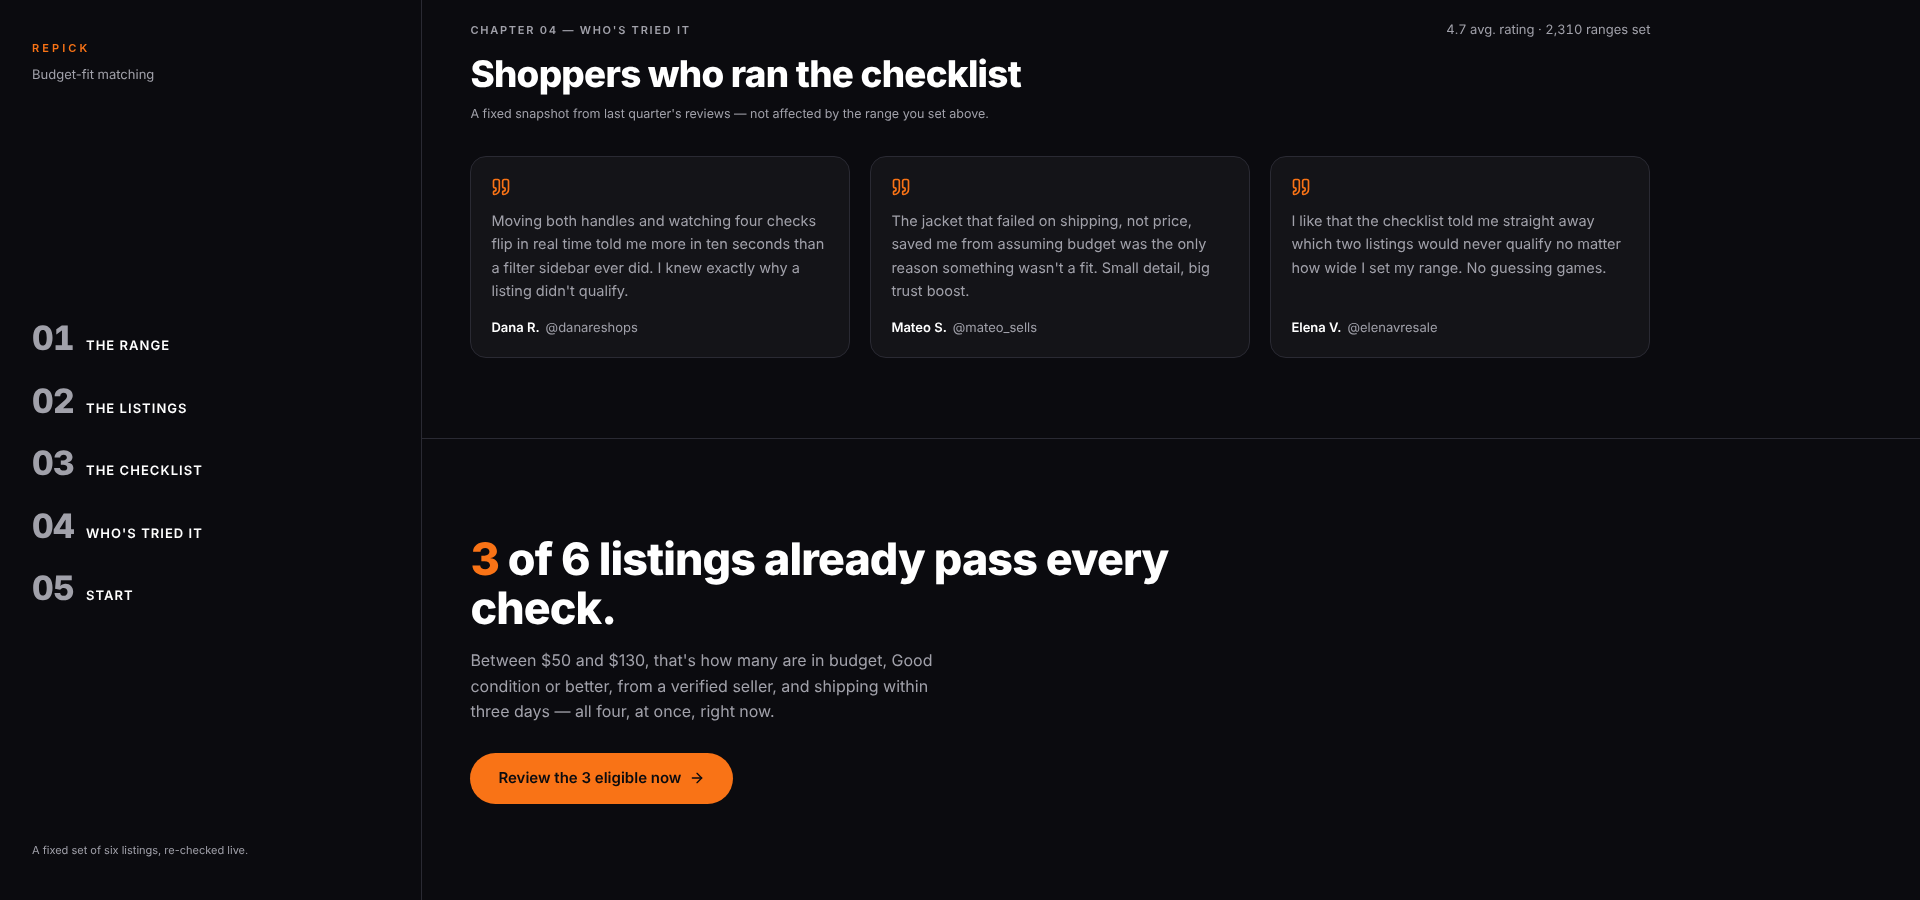 REPICK
Budget-fit matching
01 THE RANGE
02 THE LISTINGS
03 THE CHECKLIST
04 WHO'S TRIED IT
05 START
A fixed set of six listings, re-checked live.
CHAPTER 04 — WHO'S TRIED IT
4.7 avg. rating · 2,310 ranges set
Shoppers who ran the checklist
A fixed snapshot from last quarter's reviews — not affected by the range you set above.
Moving both handles and watching four checks
flip in real time told me more in ten seconds than
a filter sidebar ever did. I knew exactly why a
listing didn't qualify.
Dana R. @danareshops
The jacket that failed on shipping, not price,
saved me from assuming budget was the only
reason something wasn't a fit. Small detail, big
trust boost.
Mateo S. @mateo_sells
I like that the checklist told me straight away
which two listings would never qualify no matter
how wide I set my range. No guessing games.
Elena V. @elenavresale
3 of 6 listings already pass every
check.
Between $50 and $130, that's how many are in budget, Good
condition or better, from a verified seller, and shipping within
three days — all four, at once, right now.
Review the 3 eligible now →